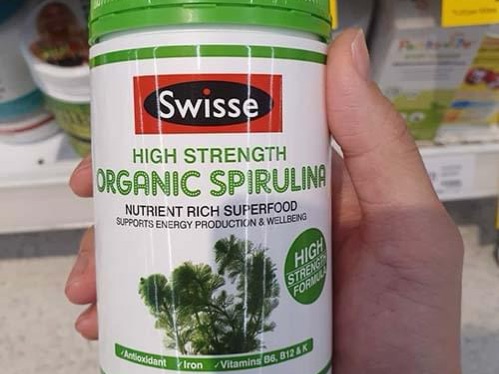 Swisse
HIGH STRENGTH
ORGANIC SPIRULINA
NUTRIENT RICH SUPERFOOD
SUPPORTS ENERGY PRODUCTION & WELLBEING
HIGH
STRENGTH
FORMULA
✓Antioxidant ✓Iron ✓Vitamins B6, B12 & K